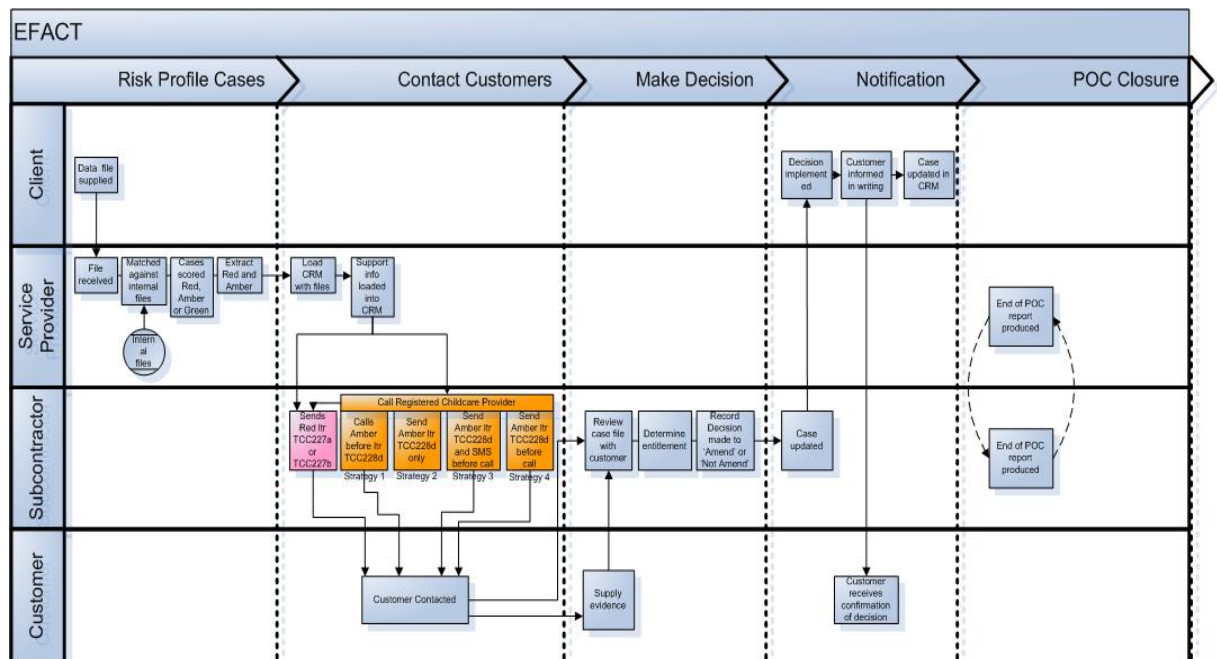 EFACT
Risk Profile Cases
Contact Customers
Make Decision
Notification
POC Closure
Client
Data file
supplied
Decision
implement
ed
Customer
informed
in writing
Case
updated in
CRM
Service
Provider
File
received
Matched
against
internal
files
Cases
scored
Red,
Amber
or Green
Extract
Red and
Amber
Load
CRM
with files
Support
info
loaded
into
CRM
Intern
al
files
End of POC
report
produced
Subcontractor
Call Registered Childcare Provider
Sends
Red ltr
TCC227a
or
TCC227b
Calls
Amber
before ltr
TCC228d
Strategy 1
Send
Amber ltr
TCC228d
only
Strategy 2
Send
Amber ltr
TCC228d
and SMS
before call
Strategy 3
Send
Amber ltr
TCC228d
before
call
Strategy 4
Review
case file
with
customer
Determine
entitlement
Record
Decision
made to
'Amend' or
'Not Amend'
Case
updated
End of POC
report
produced
Customer
Customer Contacted
Supply
evidence
Customer
receives
confirmation
of decision